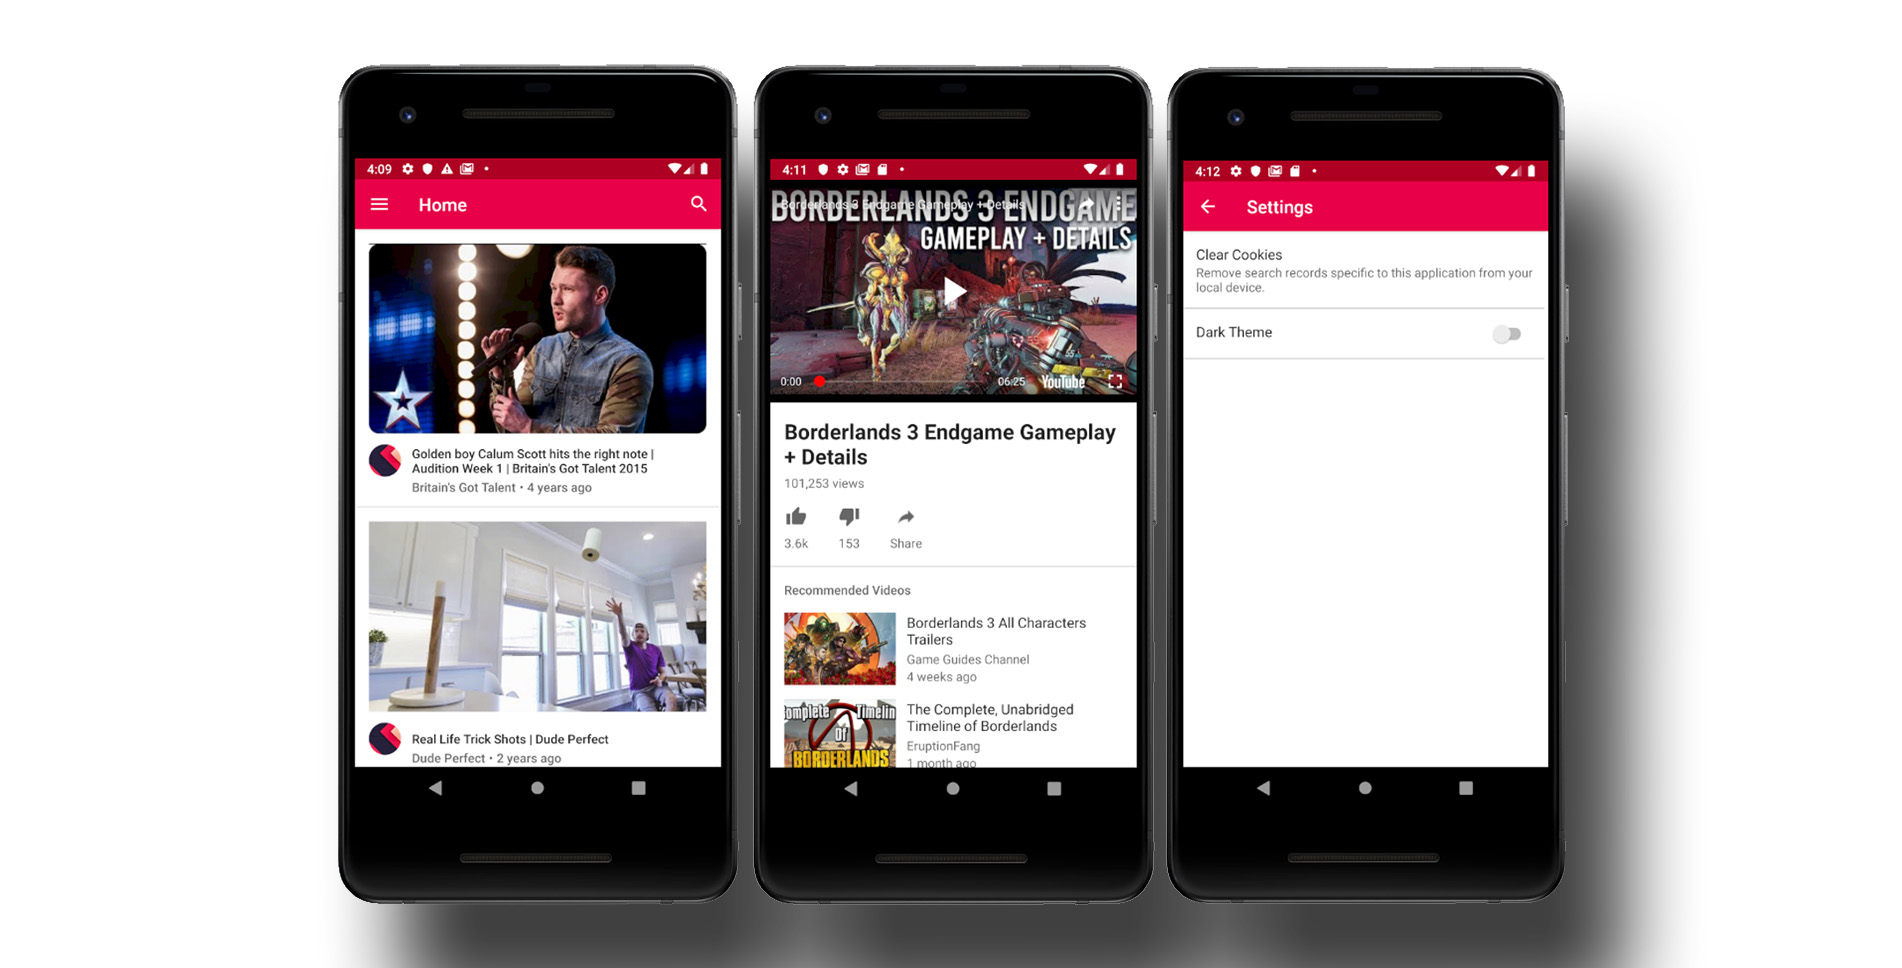 4:09
Home
Golden boy Calum Scott hits the right note |
Audition Week 1 | Britain's Got Talent 2015
Britain's Got Talent • 4 years ago
Real Life Trick Shots | Dude Perfect
Dude Perfect • 2 years ago
4:11
Borderlands 3 Endgame Gameplay + Details
BORDERLANDS 3 ENDGAME
GAMEPLAY + DETAILS
0:00
06:25
YouTube
Borderlands 3 Endgame Gameplay
+ Details
101,253 views
3.6k
153
Share
Recommended Videos
Borderlands 3 All Characters
Trailers
Game Guides Channel
4 weeks ago
Complete Timelin
Of
BORDERLANDS
The Complete, Unabridged
Timeline of Borderlands
EruptionFang
1 month ago
4:12
Settings
Clear Cookies
Remove search records specific to this application from your
local device.
Dark Theme